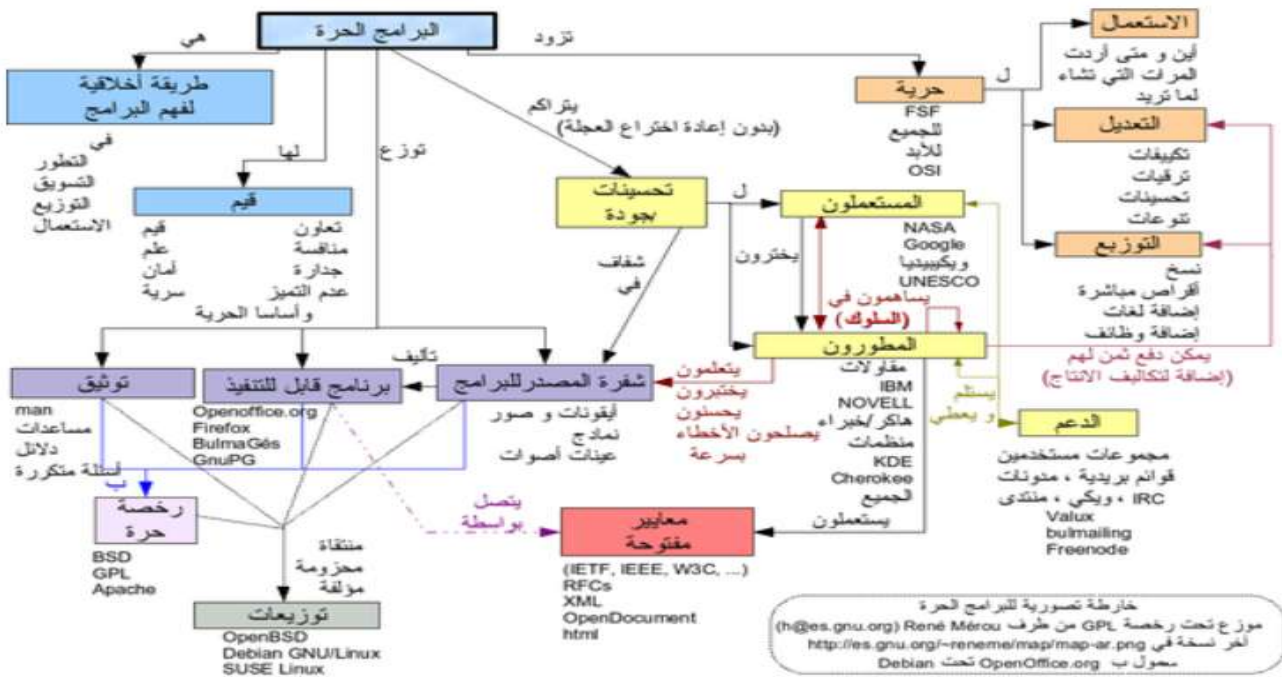 البرامج الحرة
هي
تزود
طريقة أخلاقية
لفهم البرامج
في
التطور
التسويق
التوزيع
الاستعمال
لها
قيم
قيم
علم
أمان
سرية
تعاون
منافسة
جدارة
عدم التميز
وأساسا الحرية
توزع
يتراكم
(بدون إعادة اختراع العجلة)
تحسينات
بجودة
شفاف
في
ل
حرية
FSF
للجميع
للأبد
OSI
ل
الاستعمال
أين و متى أردت
المرات التي تشاء
لما تريد
التعديل
تكييفات
ترقيات
تحسينات
تنوعات
التوزيع
نسخ
أقراص مباشرة
إضافة لغات
إضافة وظائف
يمكن دفع ثمن لهم
(إضافة لتكاليف الانتاج)
المستعملون
NASA
Google
ويكيبيديا
UNESCO
يخترون
يساهمون في
(السلوك)
المطورون
مقاولات
IBM
NOVELL
هاكر/خبراء
منظمات
KDE
Cherokee
الجميع
يستعملون
يتعلمون
يختبرون
يحسنون
يصلحون الأخطاء
بسرعة
يستلم
و يعطي
الدعم
مجموعات مستخدمين
قوائم بريدية ، مدونات
IRC ، ويكي ، منتدى
Valux
bulmailing
Freenode
شفرة المصدر للبرامج
أيقونات و صور
نمادج
عينات أصوات
تأليف
برنامج قابل للتنفيذ
Openoffice.org
Firefox
BulmaGés
GnuPG
توثيق
man
مساعدات
دلائل
أسئلة متكررة
ب
رخصة
حرة
BSD
GPL
Apache
يتصل
بواسطة
معايير
مفتوحة
(IETF, IEEE, W3C, ...)
RFCs
XML
OpenDocument
html
منتقاة
محزومة
مؤلفة
توزيعات
OpenBSD
Debian GNU/Linux
SUSE Linux
خارطة تصورية للبرامج الحرة
موزع تحت رخصة GPL من طرف René Mérou (h@es.gnu.org)
آخر نسخة في http://es.gnu.org/~reneme/map/map-ar.png
معمول ب OpenOffice.org تحت Debian